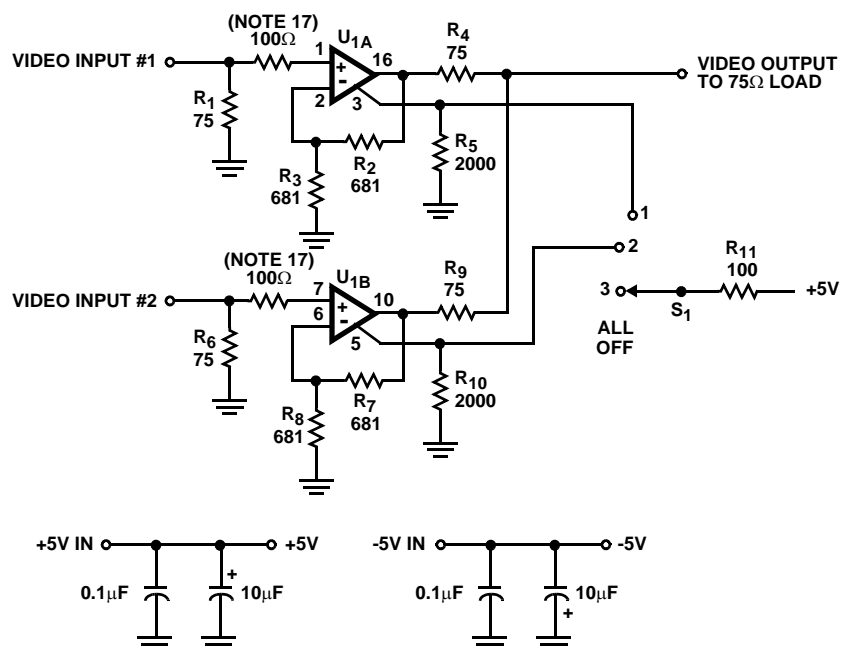 (NOTE 17)
100Ω
VIDEO INPUT #1
R1
75
U1A
1
2
+
-
16
3
R4
75
VIDEO OUTPUT
TO 75Ω LOAD
R2
681
R3
681
R5
2000
1
2
3
ALL
OFF
S1
R11
100
+5V
(NOTE 17)
100Ω
VIDEO INPUT #2
R6
75
U1B
7
6
+
-
10
5
R9
75
R7
681
R8
681
R10
2000
+5V IN
+5V
0.1µF
+
10µF
-5V IN
-5V
0.1µF
10µF
+